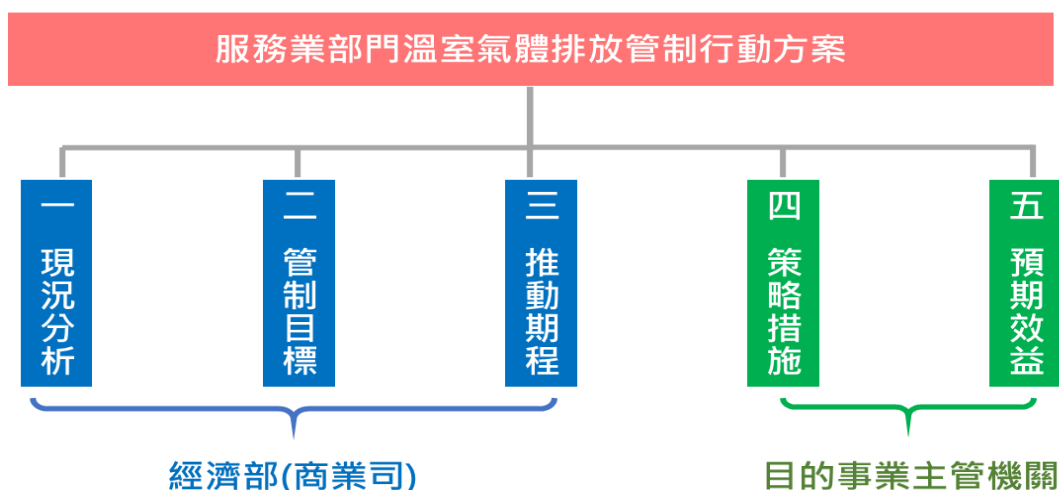 服務業部門溫室氣體排放管制行動方案
一 現況分析
二 管制目標
三 推動期程
四 策略措施
五 預期效益
經濟部(商業司)
目的事業主管機關